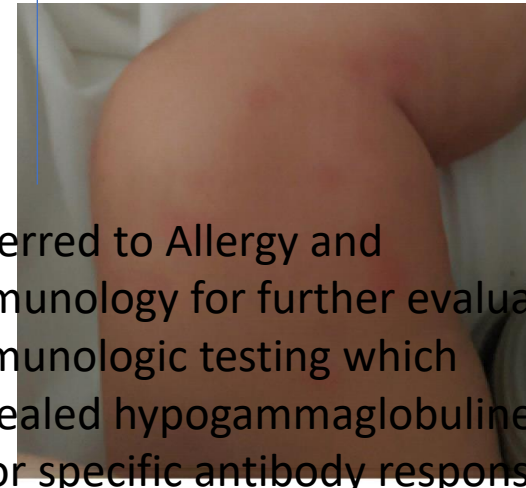 erred to Allergy and
munology for further evalua
munologic testing which
ealed hypogammaglobuline
or specific antibody respons